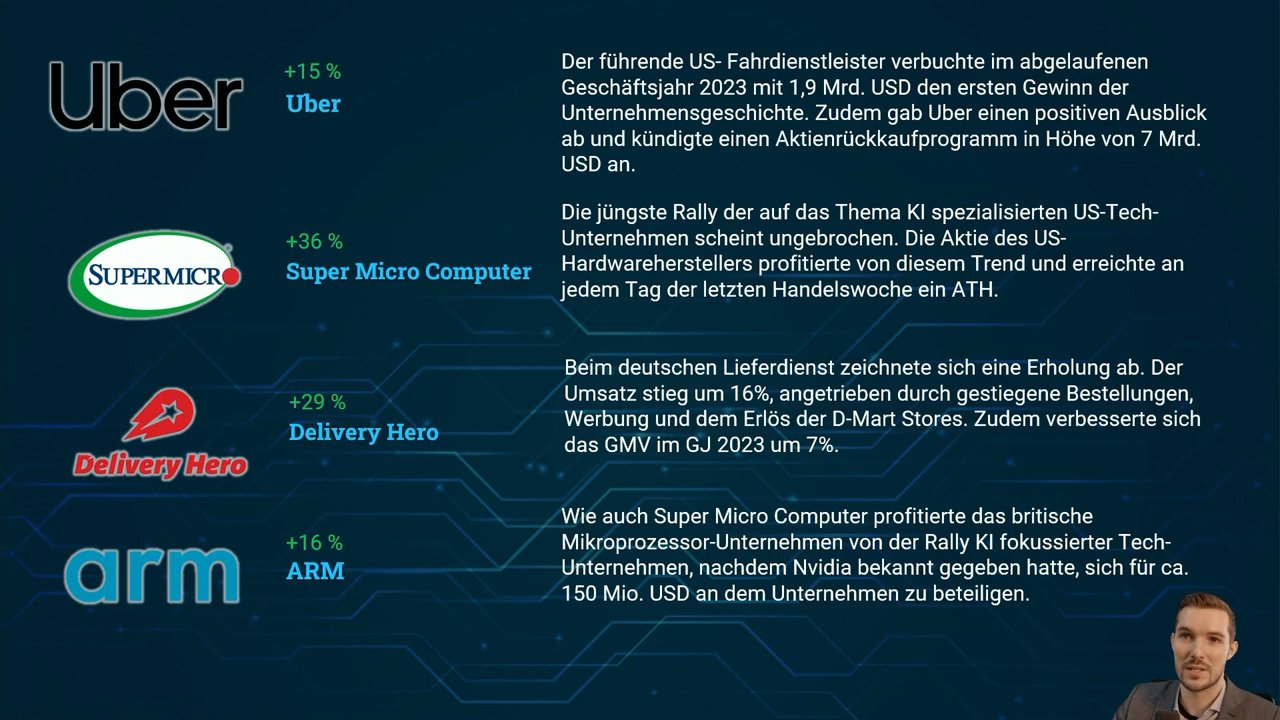 Uber
+15 %
Uber
Der führende US- Fahrdienstleister verbuchte im abgelaufenen
Geschäftsjahr 2023 mit 1,9 Mrd. USD den ersten Gewinn der
Unternehmensgeschichte. Zudem gab Uber einen positiven Ausblick
ab und kündigte einen Aktienrückkaufprogramm in Höhe von 7 Mrd.
USD an.
SUPERMICR
®
+36 %
Super Micro Computer
Die jüngste Rally der auf das Thema KI spezialisierten US-Tech-
Unternehmen scheint ungebrochen. Die Aktie des US-
Hardwareherstellers profitierte von diesem Trend und erreichte an
jedem Tag der letzten Handelswoche ein ATH.
Delivery Hero
+29 %
Delivery Hero
Beim deutschen Lieferdienst zeichnete sich eine Erholung ab. Der
Umsatz stieg um 16%, angetrieben durch gestiegene Bestellungen,
Werbung und dem Erlös der D-Mart Stores. Zudem verbesserte sich
das GMV im GJ 2023 um 7%.
arm
+16 %
ARM
Wie auch Super Micro Computer profitierte das britische
Mikroprozessor-Unternehmen von der Rally KI fokussierter Tech-
Unternehmen, nachdem Nvidia bekannt gegeben hatte, sich für ca.
150 Mio. USD an dem Unternehmen zu beteiligen.